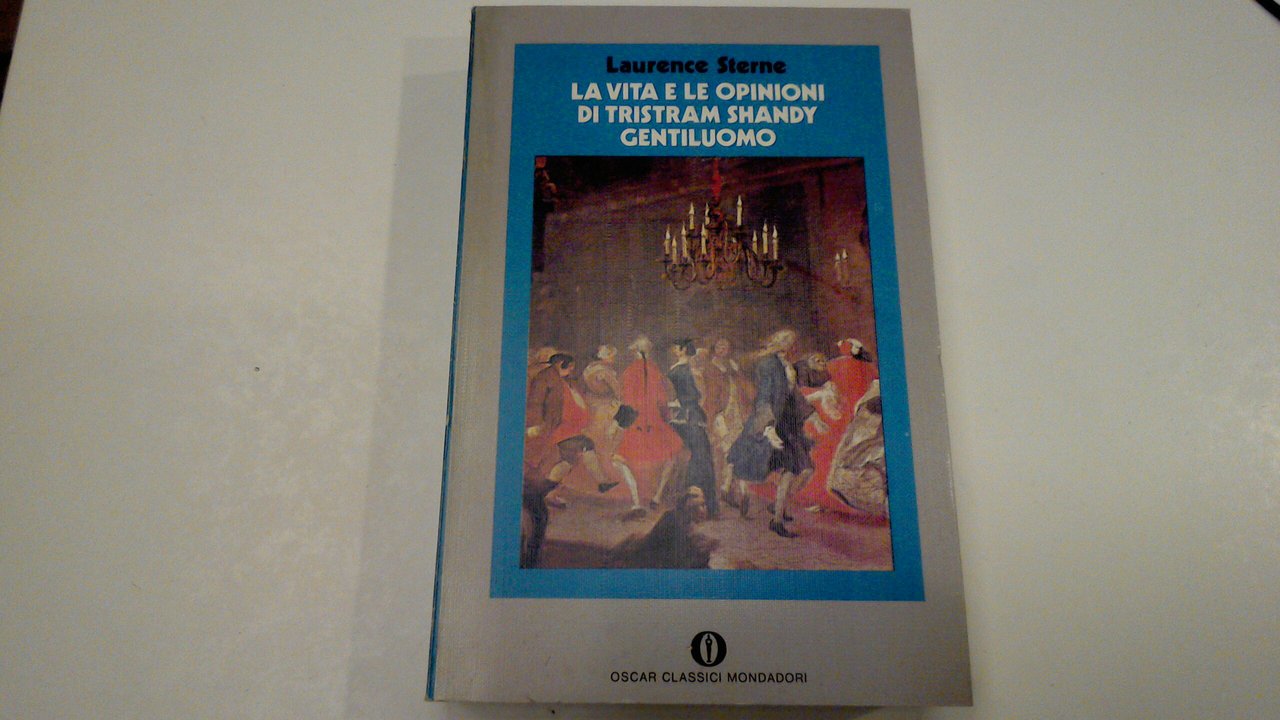 Laurence Sterne
LA VITA E LE OPINIONI
DI TRISTRAM SHANDY
GENTILUOMO
OSCAR CLASSICI MONDADORI